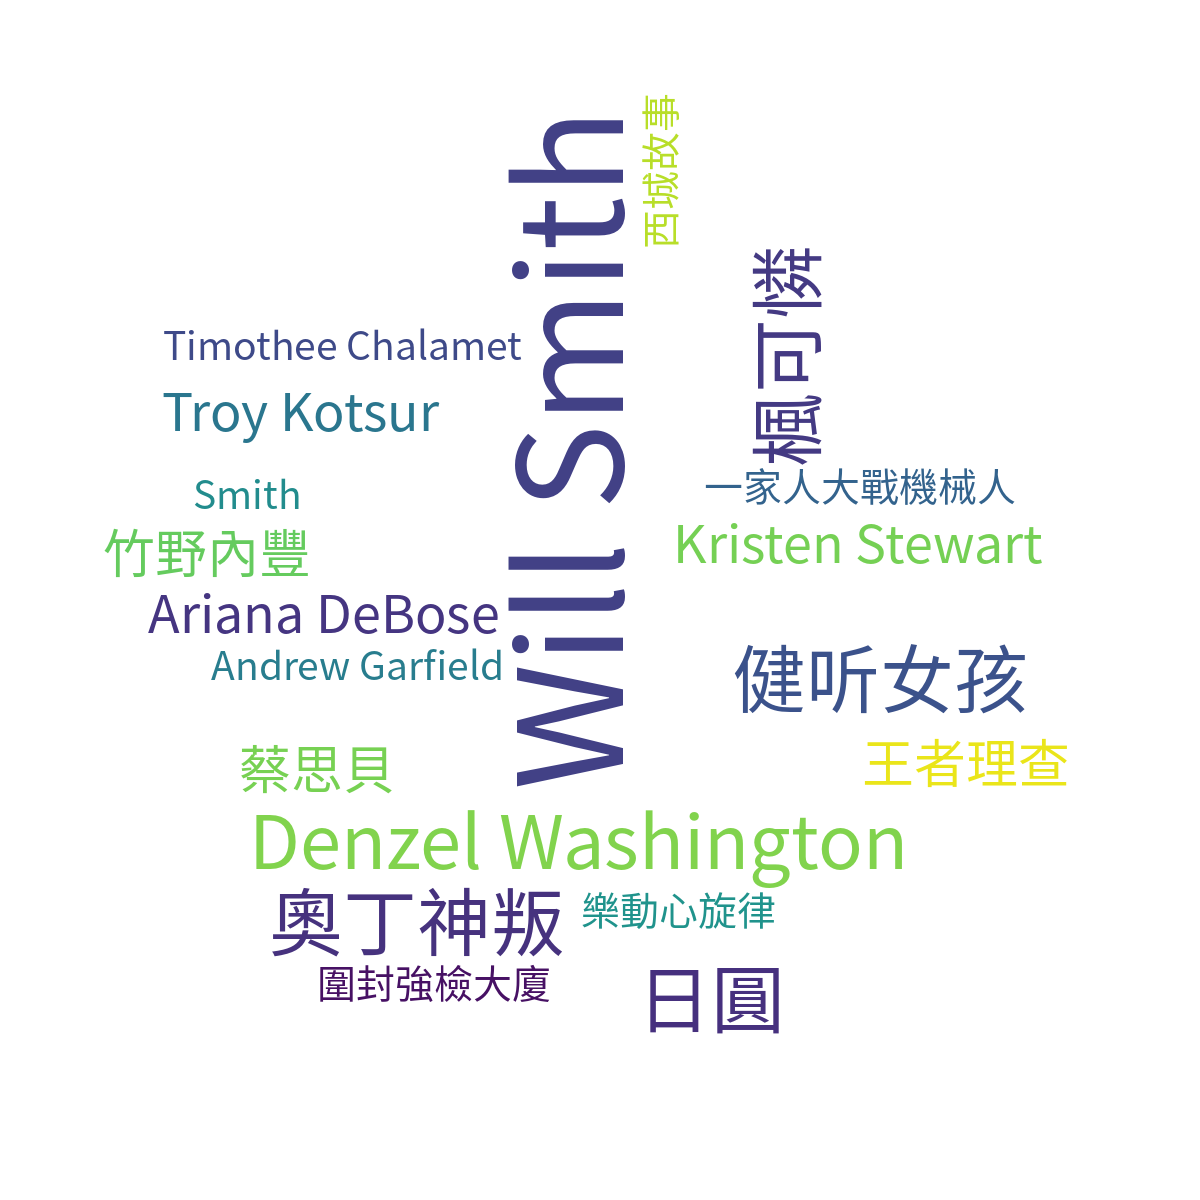 西城故事
Will Smith
楓可憐
Timothee Chalamet
Troy Kotsur
一家人大戰機械人
Smith
Kristen Stewart
竹野內豐
Ariana DeBose
Andrew Garfield
健听女孩
王者理查
蔡思貝
Denzel Washington
奧丁神叛
樂動心旋律
圍封強檢大廈
日圓